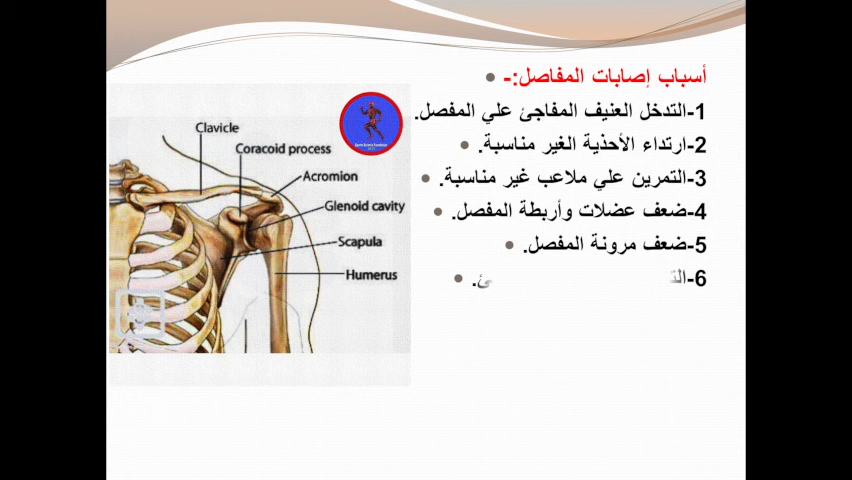 أسباب إصابات المفاصل:-
1-التدخل العنيف المفاجئ علي المفصل.
2-ارتداء الأحذية الغير مناسبة.
3-التمرين علي ملاعب غير مناسبة.
4-ضعف عضلات وأربطة المفصل.
5-ضعف مرونة المفصل.
6-
Clavicle
Coracoid process
Acromion
Glenoid cavity
Scapula
Humerus